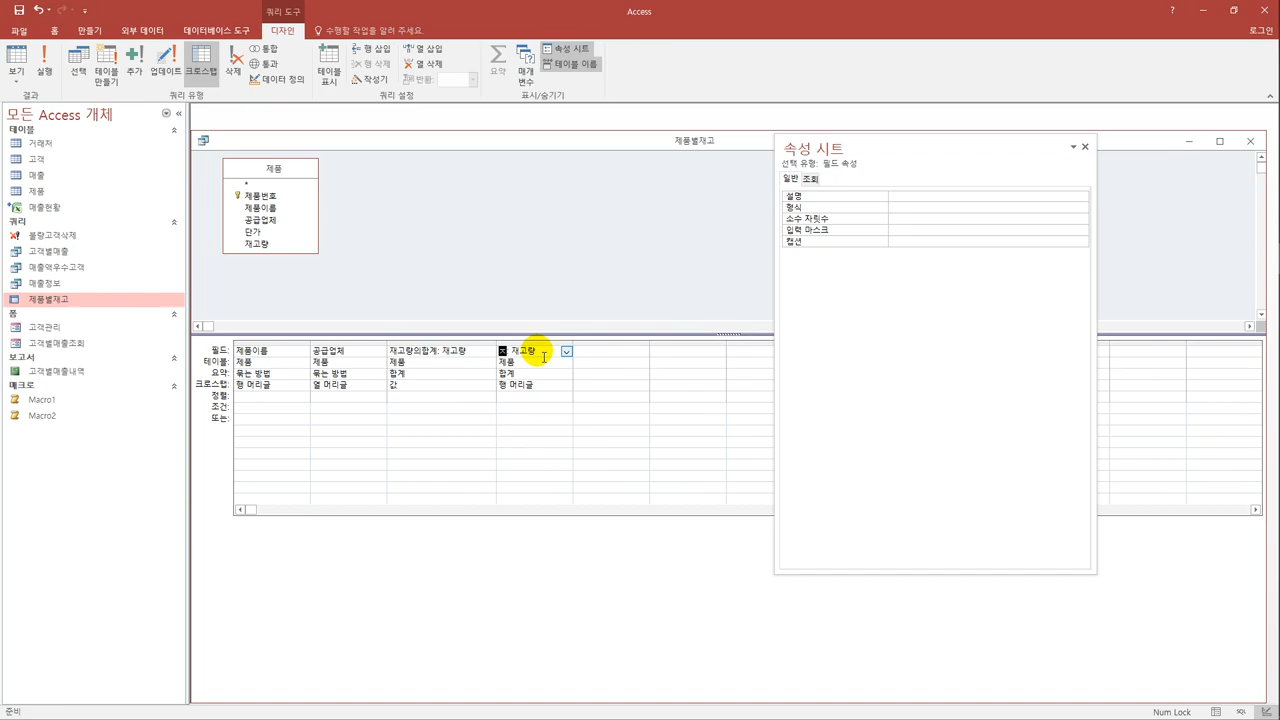 쿼리 도구
Access
파일 홈 만들기 외부 데이터 데이터베이스 도구 디자인 수행할 작업을 알려 주세요. 로그인
보기 실행 선택 테이블 만들기 추가 업데이트 크로스탭 삭제 통합 통과 데이터 정의 테이블 표시 행 삽입 행 삭제 작성기 열 삽입 열 삭제 반환: 요약 매개 변수 속성 시트 테이블 이름
결과 쿼리 유형 쿼리 설정 표시/숨기기
모든 Access 개체
테이블
거래처
고객
매출
제품
매출현황
쿼리
불량고객삭제
고객별매출
매출액우수고객
매출정보
제품별재고
폼
고객관리
고객별매출조회
보고서
고객별매출내역
매크로
Macro1
Macro2
제품별재고
제품
*
제품번호
제품이름
공급업체
단가
재고량
속성 시트
선택 유형: 필드 속성
일반 조회
설명
형식
소수 자릿수
입력 마스크
캡션
필드: 제품이름 공급업체 재고량의합계: 재고량 재고량
테이블: 제품 제품 제품 제품
요약: 묶는 방법 묶는 방법 합계 합계
크로스탭: 행 머리글 열 머리글 값 행 머리글
정렬:
조건:
또는:
준비
Num Lock
SQL